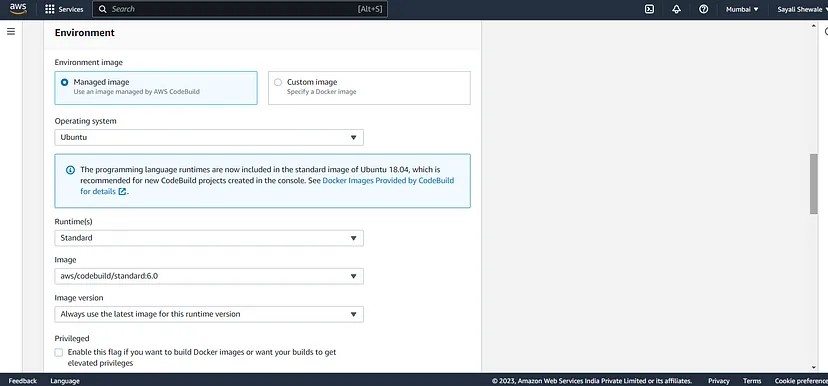 aws
Services
Search
[Alt+S]
Mumbai
Sayali Shewale
Environment
Environment image
Managed image
Use an image managed by AWS CodeBuild
Custom image
Specify a Docker image
Operating system
Ubuntu
The programming language runtimes are now included in the standard image of Ubuntu 18.04, which is
recommended for new CodeBuild projects created in the console. See Docker Images Provided by CodeBuild
for details.
Runtime(s)
Standard
Image
aws/codebuild/standard:6.0
Image version
Always use the latest image for this runtime version
Privileged
Enable this flag if you want to build Docker images or want your builds to get
elevated privileges
Feedback
Language
© 2023, Amazon Web Services India Private Limited or its affiliates.
Privacy
Terms
Cookie preferenc